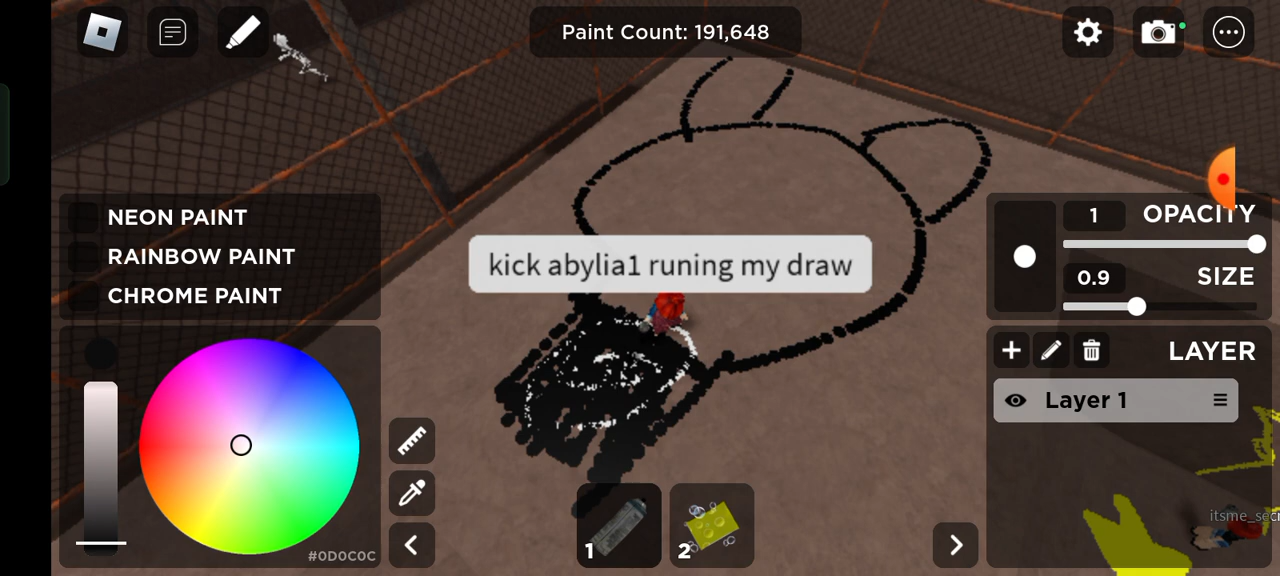 Paint Count: 191,648
NEON PAINT
RAINBOW PAINT
CHROME PAINT
kick abylia1 runing my draw
1 OPACITY
0.9 SIZE
LAYER
Layer 1
#0D0C0C
1
2
itsme_secr